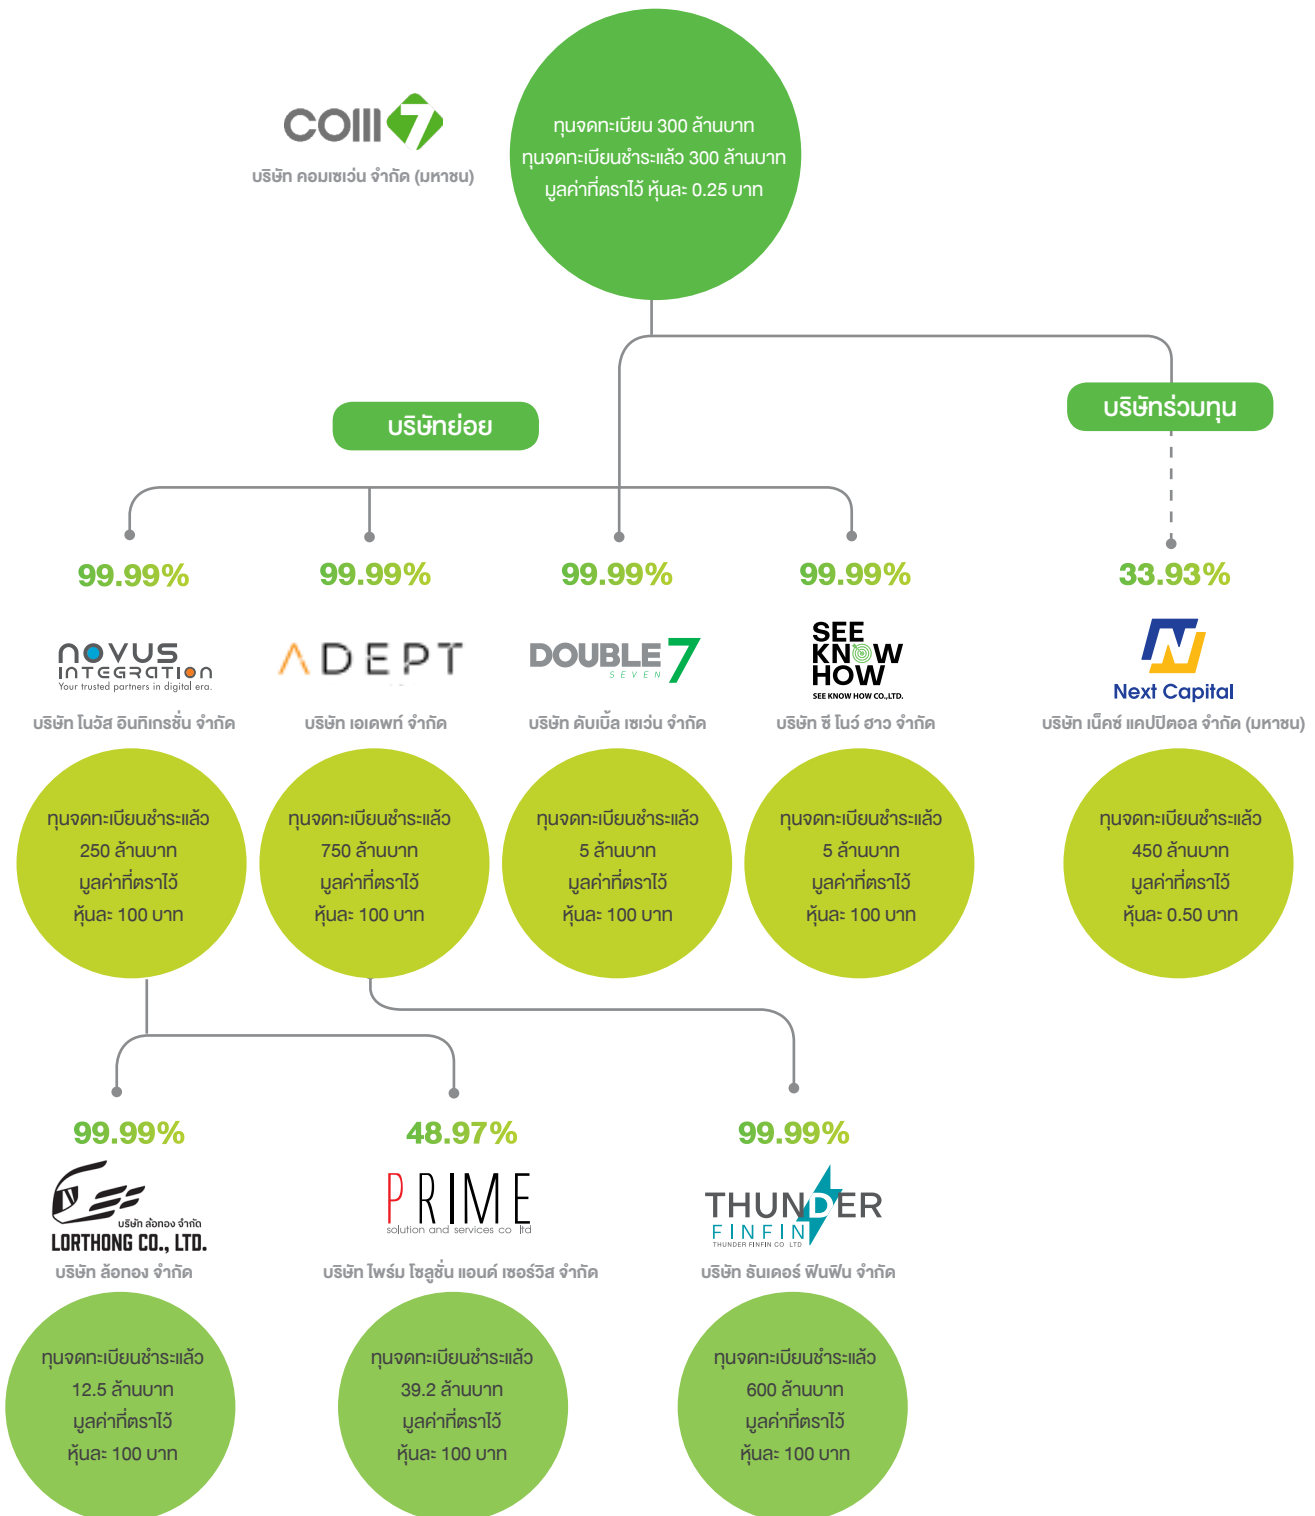 com7
บริษัท คอมเซเว่น จำกัด (มหาชน)
ทุนจดทะเบียน 300 ล้านบาท
ทุนจดทะเบียนชำระแล้ว 300 ล้านบาท
มูลค่าที่ตราไว้ หุ้นละ 0.25 บาท
บริษัทย่อย
บริษัทร่วมทุน
99.99%
NOVUS
INTEGRATION
Your trusted partners in digital era.
บริษัท โนวัส อินทิเกรชั่น จำกัด
ทุนจดทะเบียนชำระแล้ว
250 ล้านบาท
มูลค่าที่ตราไว้
หุ้นละ 100 บาท
99.99%
ADEPT
บริษัท เอเดพท์ จำกัด
ทุนจดทะเบียนชำระแล้ว
750 ล้านบาท
มูลค่าที่ตราไว้
หุ้นละ 100 บาท
99.99%
DOUBLE 7
SEVEN
บริษัท ดับเบิ้ล เซเว่น จำกัด
ทุนจดทะเบียนชำระแล้ว
5 ล้านบาท
มูลค่าที่ตราไว้
หุ้นละ 100 บาท
99.99%
SEE
KNOW
HOW
SEE KNOW HOW CO.,LTD.
บริษัท ซี โนว์ ฮาว จำกัด
ทุนจดทะเบียนชำระแล้ว
5 ล้านบาท
มูลค่าที่ตราไว้
หุ้นละ 100 บาท
33.93%
N
Next Capital
บริษัท เน็คซ์ แคปปิตอล จำกัด (มหาชน)
ทุนจดทะเบียนชำระแล้ว
450 ล้านบาท
มูลค่าที่ตราไว้
หุ้นละ 0.50 บาท
99.99%
บริษัท ล้อทอง จำกัด
LORTHONG CO., LTD.
บริษัท ล้อทอง จำกัด
ทุนจดทะเบียนชำระแล้ว
12.5 ล้านบาท
มูลค่าที่ตราไว้
หุ้นละ 100 บาท
48.97%
PRIME
solution and services co ltd
บริษัท ไพร์ม โซลูชั่น แอนด์ เซอร์วิส จำกัด
ทุนจดทะเบียนชำระแล้ว
39.2 ล้านบาท
มูลค่าที่ตราไว้
หุ้นละ 100 บาท
99.99%
THUNDER
FINFIN
THUNDER FINFIN CO LTD
บริษัท ธันเดอร์ ฟินฟิน จำกัด
ทุนจดทะเบียนชำระแล้ว
600 ล้านบาท
มูลค่าที่ตราไว้
หุ้นละ 100 บาท